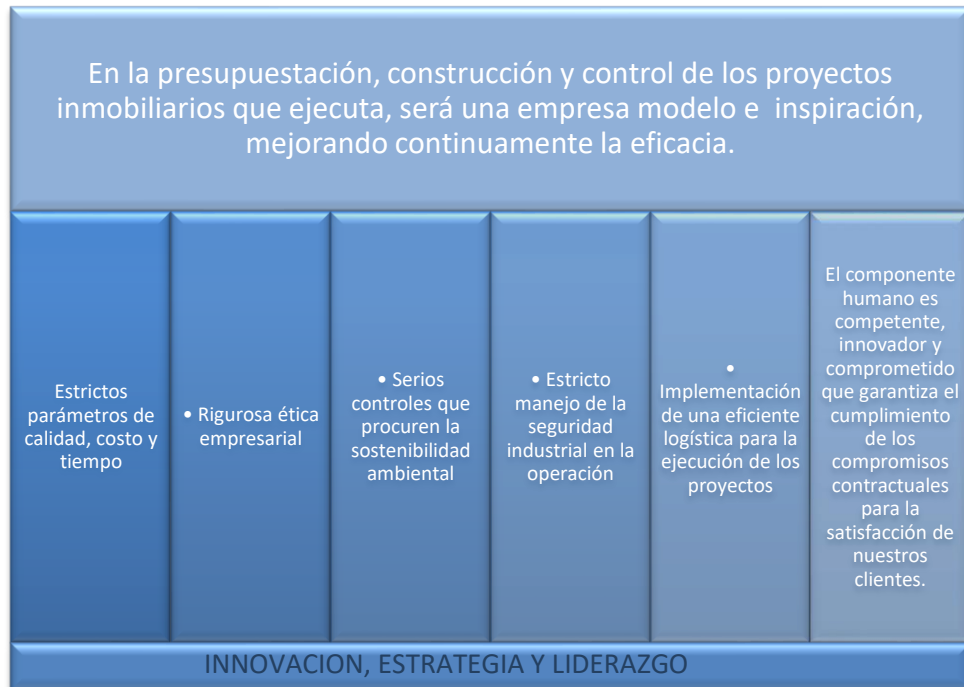 En la presupuestación, construcción y control de los proyectos
inmobiliarios que ejecuta, será una empresa modelo e  inspiración,
mejorando continuamente la eficacia.
Estrictos
parámetros de
calidad, costo y
tiempo
• Rigurosa ética
empresarial
• Serios
controles que
procuren la
sostenibilidad
ambiental
• Estricto
manejo de la
seguridad
industrial en la
operación
•
Implementación
de una eficiente
logística para la
ejecución de los
proyectos
El componente
humano es
competente,
innovador y
comprometido
que garantiza el
cumplimiento
de los
compromisos
contractuales
para la
satisfacción de
nuestros
clientes.
INNOVACION, ESTRATEGIA Y LIDERAZGO